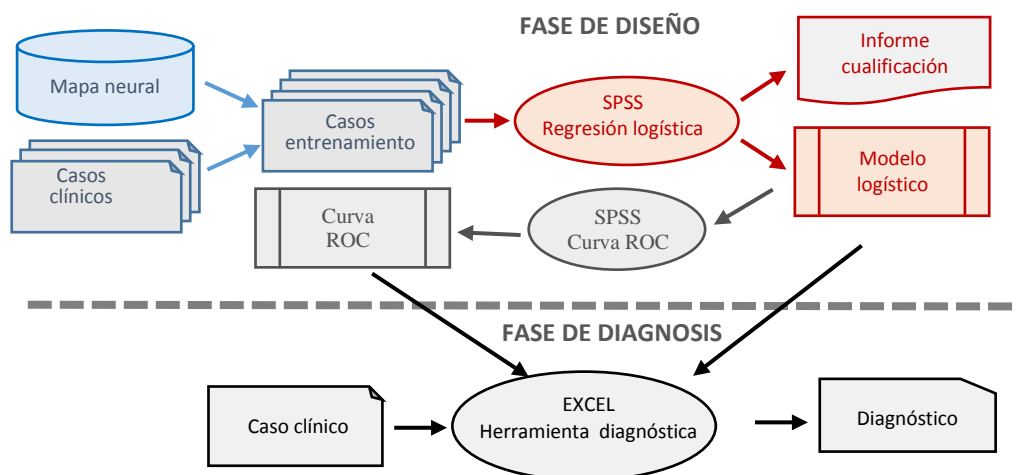 FASE DE DISEÑO
Mapa neural
Casos
clínicos
Casos
entrenamiento
SPSS
Regresión logística
Informe
cualificación
Modelo
logístico
SPSS
Curva ROC
Curva
ROC
FASE DE DIAGNOSIS
Caso clínico
EXCEL
Herramienta diagnóstica
Diagnóstico